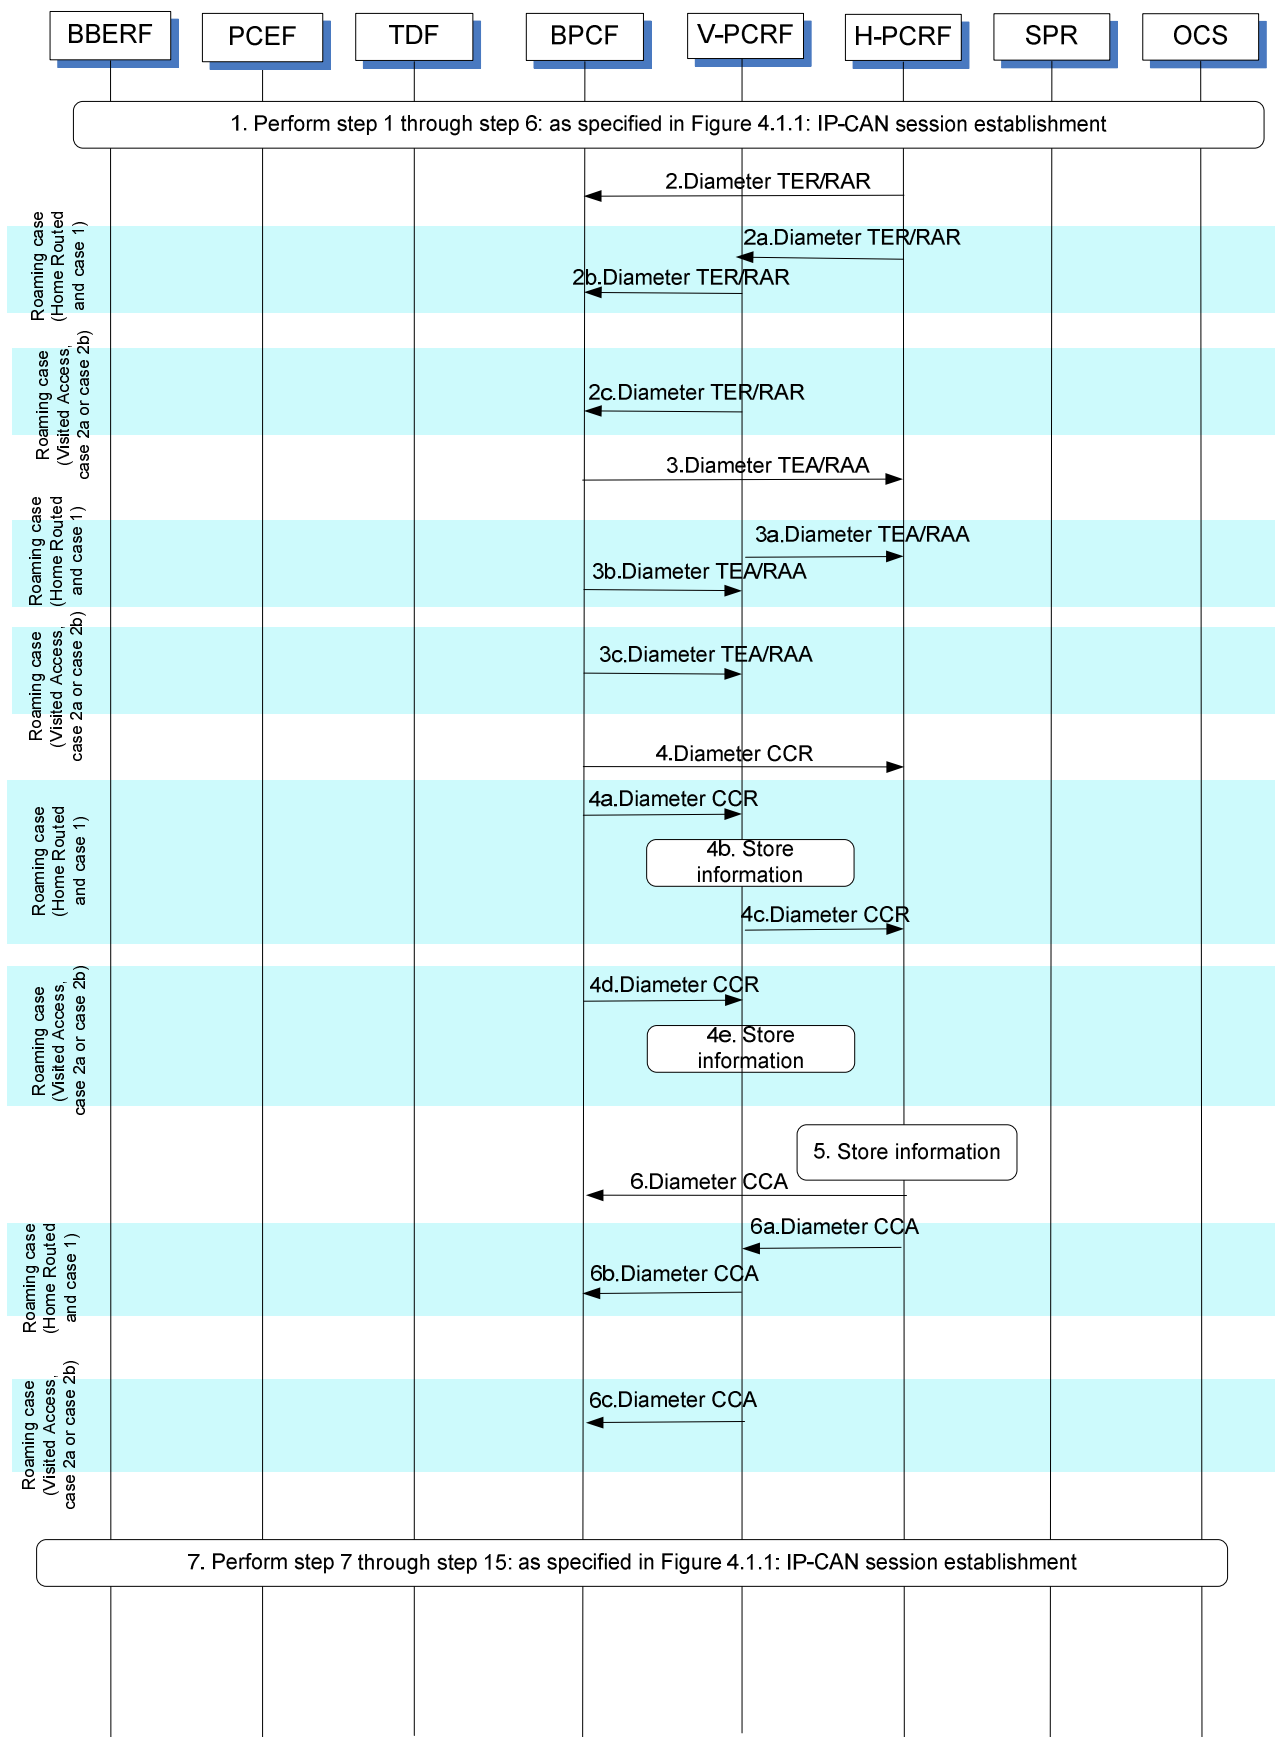 BBERF
PCEF
TDF
BPCF
V-PCRF
H-PCRF
SPR
OCS
1. Perform step 1 through step 6: as specified in Figure 4.1.1: IP-CAN session establishment
2.Diameter TER/RAR
Roaming case
(Home Routed
and case 1)
2a.Diameter TER/RAR
2b.Diameter TER/RAR
Roaming case
(Visited Access,
case 2a or case 2b)
2c.Diameter TER/RAR
3.Diameter TEA/RAA
Roaming case
(Home Routed
and case 1)
3a.Diameter TEA/RAA
3b.Diameter TEA/RAA
Roaming case
(Visited Access,
case 2a or case 2b)
3c.Diameter TEA/RAA
4.Diameter CCR
Roaming case
(Home Routed
and case 1)
4a.Diameter CCR
4b. Store
information
4c.Diameter CCR
Roaming case
(Visited Access,
case 2a or case 2b)
4d.Diameter CCR
4e. Store
information
5. Store information
6.Diameter CCA
Roaming case
(Home Routed
and case 1)
6a.Diameter CCA
6b.Diameter CCA
Roaming case
(Visited Access,
case 2a or case 2b)
6c.Diameter CCA
7. Perform step 7 through step 15: as specified in Figure 4.1.1: IP-CAN session establishment